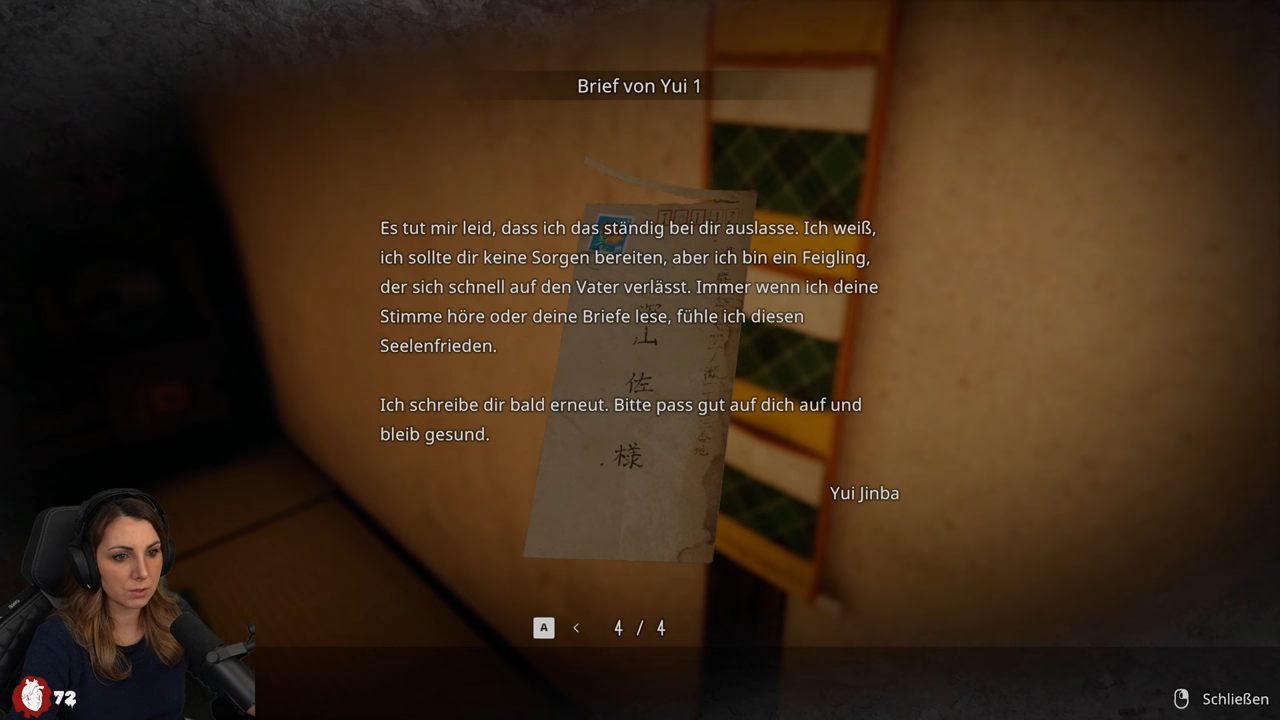 Brief von Yui 1
Es tut mir leid, dass ich das ständig bei dir auslasse. Ich weiß,
ich sollte dir keine Sorgen bereiten, aber ich bin ein Feigling,
der sich schnell auf den Vater verlässt. Immer wenn ich deine
Stimme höre oder deine Briefe lese, fühle ich diesen
Seelenfrieden.
Ich schreibe dir bald erneut. Bitte pass gut auf dich auf und
bleib gesund.
Yui Jinba
佐
様
A < 4 / 4
72
Schließen